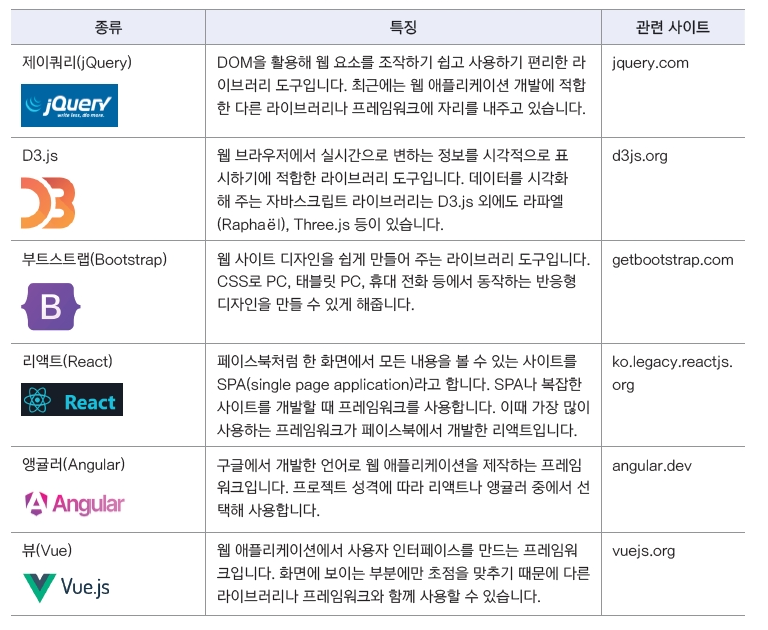 종류 특징 관련 사이트
제이쿼리(jQuery) DOM을 활용해 웹 요소를 조작하기 쉽고 사용하기 편리한 라 jquery.com
이브러리 도구입니다. 최근에는 웹 애플리케이션 개발에 적합
한 다른 라이브러리나 프레임워크에 자리를 내주고 있습니다.
jQuery
write less, do more.
D3.js 웹 브라우저에서 실시간으로 변하는 정보를 시각적으로 표 d3js.org
시하기에 적합한 라이브러리 도구입니다. 데이터를 시각화
해 주는 자바스크립트 라이브러리는 D3.js 외에도 라파엘
(Raphaël), Three.js 등이 있습니다.
D3
부트스트랩(Bootstrap) 웹 사이트 디자인을 쉽게 만들어 주는 라이브러리 도구입니다. getbootstrap.com
CSS로 PC, 태블릿 PC, 휴대 전화 등에서 동작하는 반응형
디자인을 만들 수 있게 해줍니다.
B
리액트(React) 페이스북처럼 한 화면에서 모든 내용을 볼 수 있는 사이트를 ko.legacy.reactjs.
SPA(single page application)라고 합니다. SPA나 복잡한 org
사이트를 개발할 때 프레임워크를 사용합니다. 이때 가장 많이
사용하는 프레임워크가 페이스북에서 개발한 리액트입니다.
React
앵귤러(Angular) 구글에서 개발한 언어로 웹 애플리케이션을 제작하는 프레임 angular.dev
워크입니다. 프로젝트 성격에 따라 리액트나 앵귤러 중에서 선
택해 사용합니다.
A Angular
뷰(Vue) 웹 애플리케이션에서 사용자 인터페이스를 만드는 프레임워 vuejs.org
크입니다. 화면에 보이는 부분에만 초점을 맞추기 때문에 다른
라이브러리나 프레임워크와 함께 사용할 수 있습니다.
Vue.js